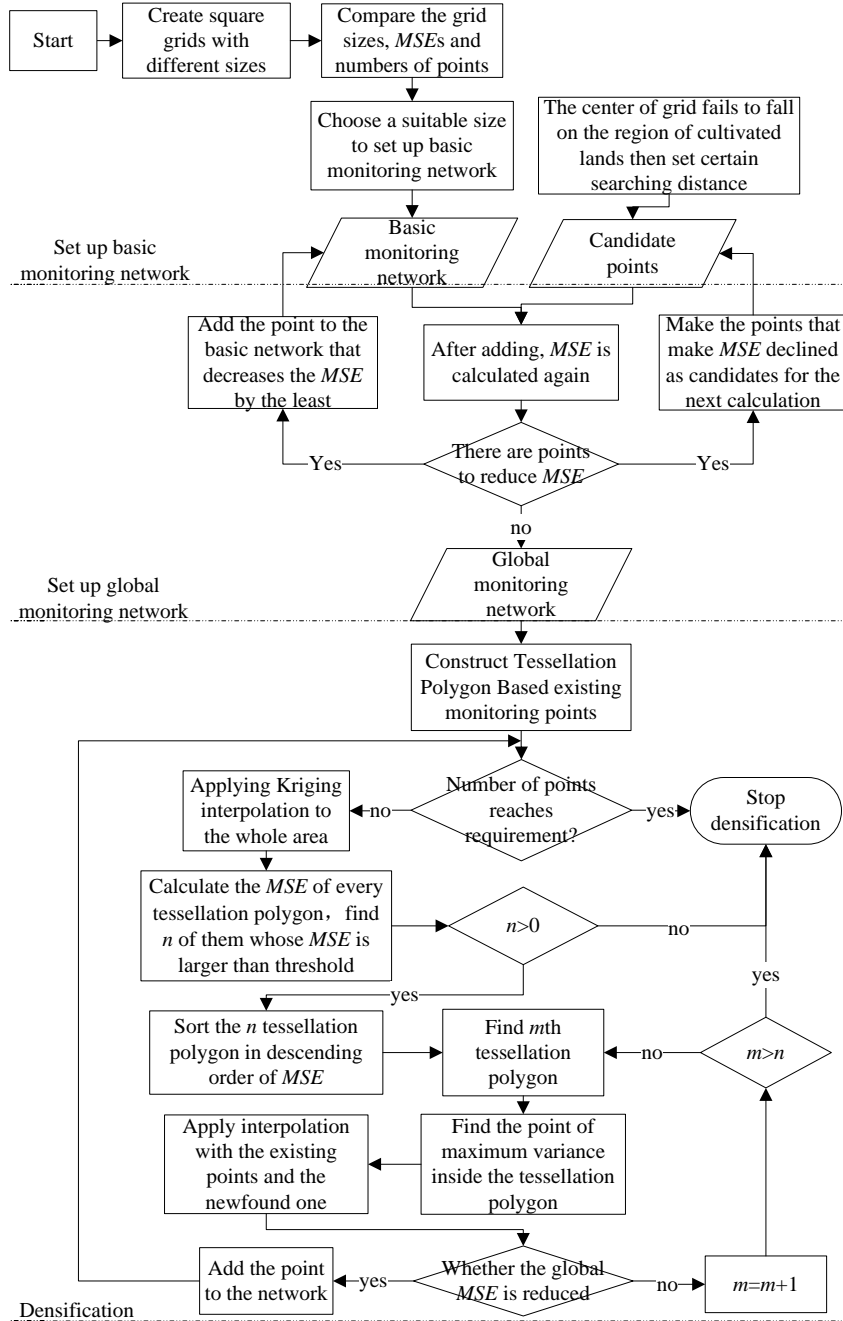 Start
Create square
grids with
different sizes
Compare the grid
sizes, MSEs and
numbers of points
Choose a suitable size
to set up basic
monitoring network
The center of grid fails to fall
on the region of cultivated
lands then set certain
searching distance
Basic
monitoring
network
Candidate
points
Set up basic
monitoring network
Add the point to the
basic network that
decreases the MSE
by the least
After adding, MSE is
calculated again
Make the points that
make MSE declined
as candidates for the
next calculation
Yes
There are points
to reduce MSE
Yes
no
Global
monitoring
network
Set up global
monitoring network
Construct Tessellation
Polygon Based existing
monitoring points
Applying Kriging
interpolation to
the whole area
no
Number of points
reaches
requirement?
yes
Stop
densification
Calculate the MSE of every
tessellation polygon，find
n of them whose MSE is
larger than threshold
n>0
no
yes
yes
Sort the n tessellation
polygon in descending
order of MSE
Find mth
tessellation
polygon
no
m>n
Apply interpolation
with the existing
points and the
newfound one
Find the point of
maximum variance
inside the tessellation
polygon
Add the point
to the network
yes
Whether the global
MSE is reduced
no
m=m+1
Densification